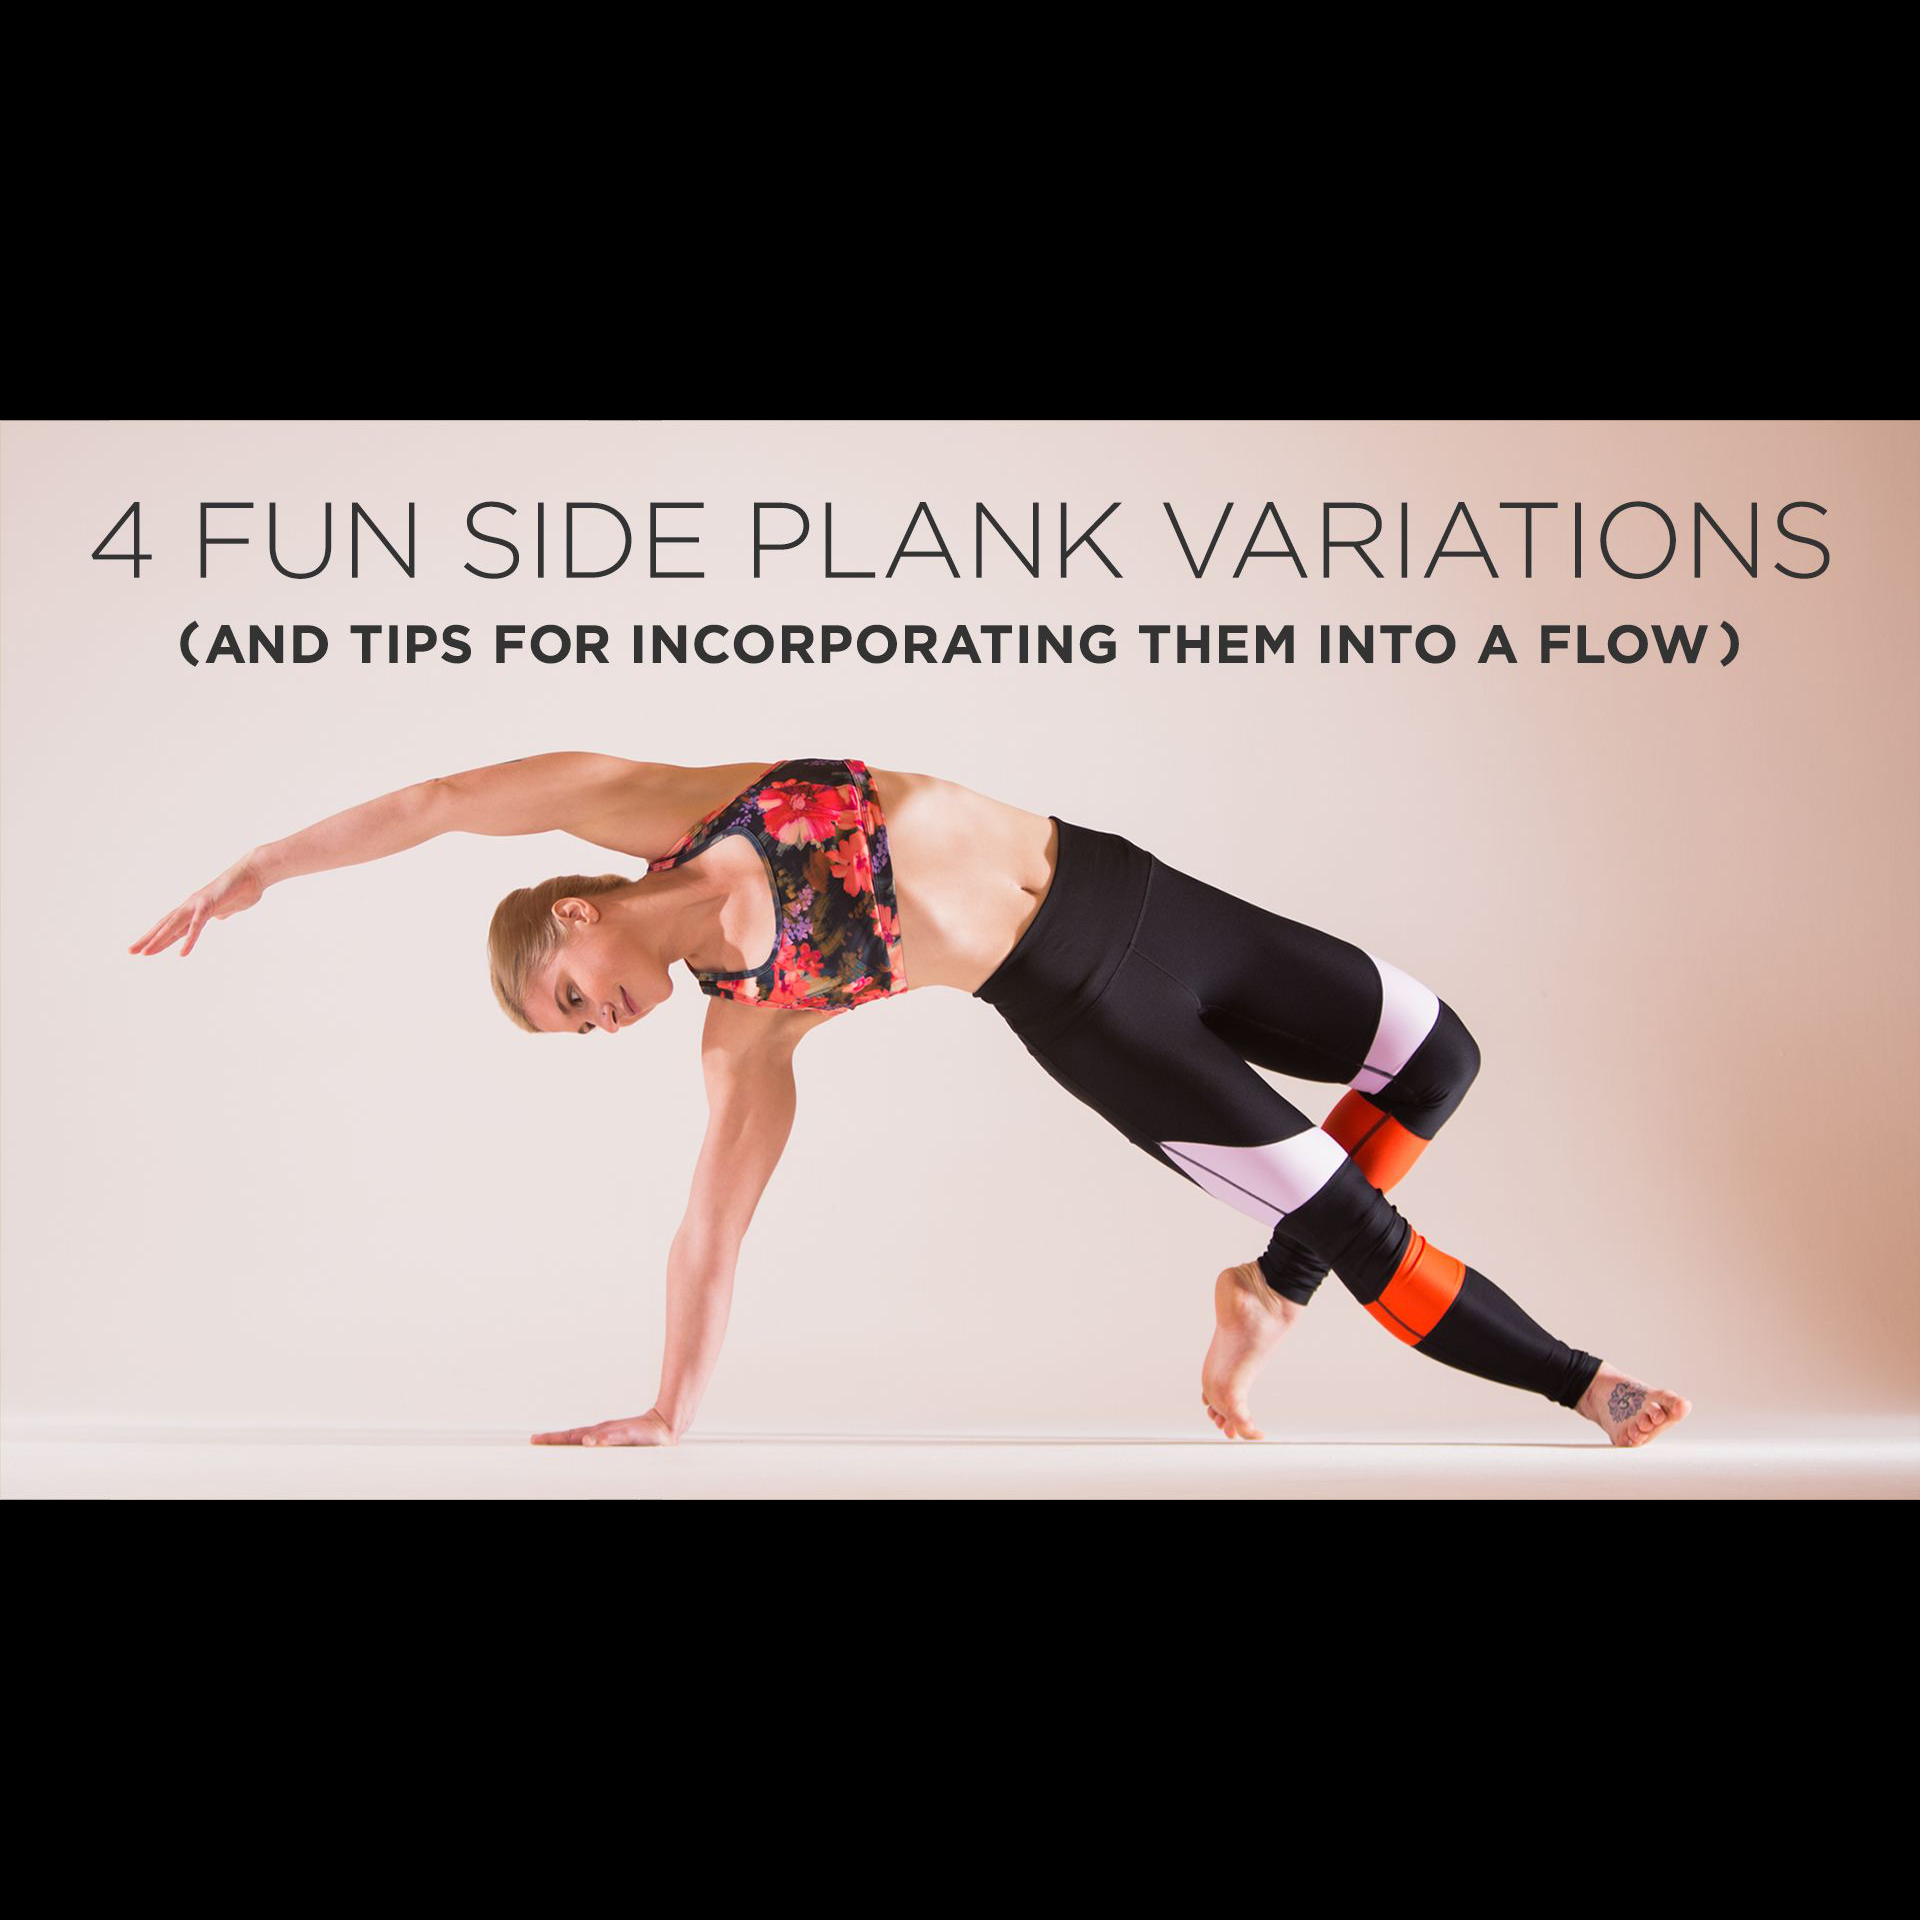 4 FUN SIDE PLANK VARIATIONS
(AND TIPS FOR INCORPORATING THEM INTO A FLOW)